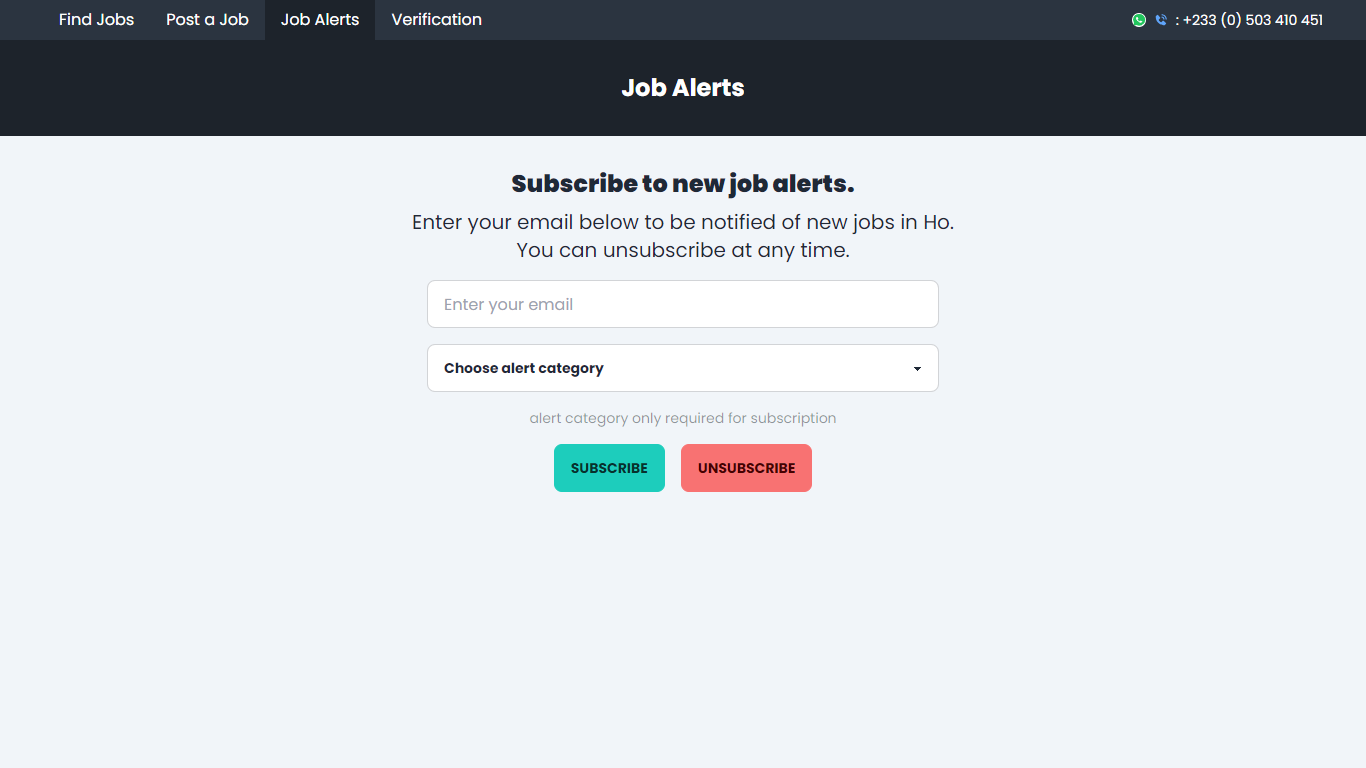 Find Jobs Post a Job Job Alerts Verification : +233 (0) 503 410 451
Job Alerts
Subscribe to new job alerts.
Enter your email below to be notified of new jobs in Ho.
You can unsubscribe at any time.
Enter your email
Choose alert category
alert category only required for subscription
SUBSCRIBE UNSUBSCRIBE